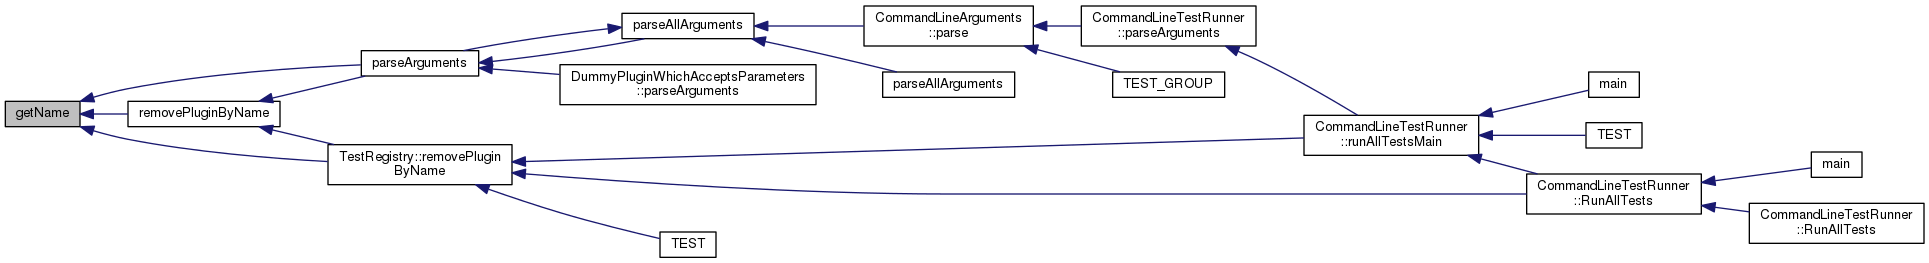 getName
removePluginByName
parseArguments
TestRegistry::removePlugin
ByName
parseAllArguments
DummyPluginWhichAcceptsParameters
::parseArguments
TEST
CommandLineArguments
::parse
parseAllArguments
CommandLineTestRunner
::parseArguments
TEST_GROUP
CommandLineTestRunner
::runAllTestsMain
main
TEST
CommandLineTestRunner
::RunAllTests
main
CommandLineTestRunner
::RunAllTests